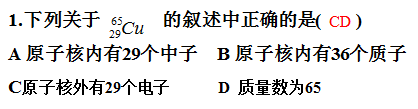 1.下列关于 ⁶⁵₂₉Cu 的叙述中正确的是( CD )
A 原子核内有29个中子 B 原子核内有36个质子
C原子核外有29个电子 D 质量数为65